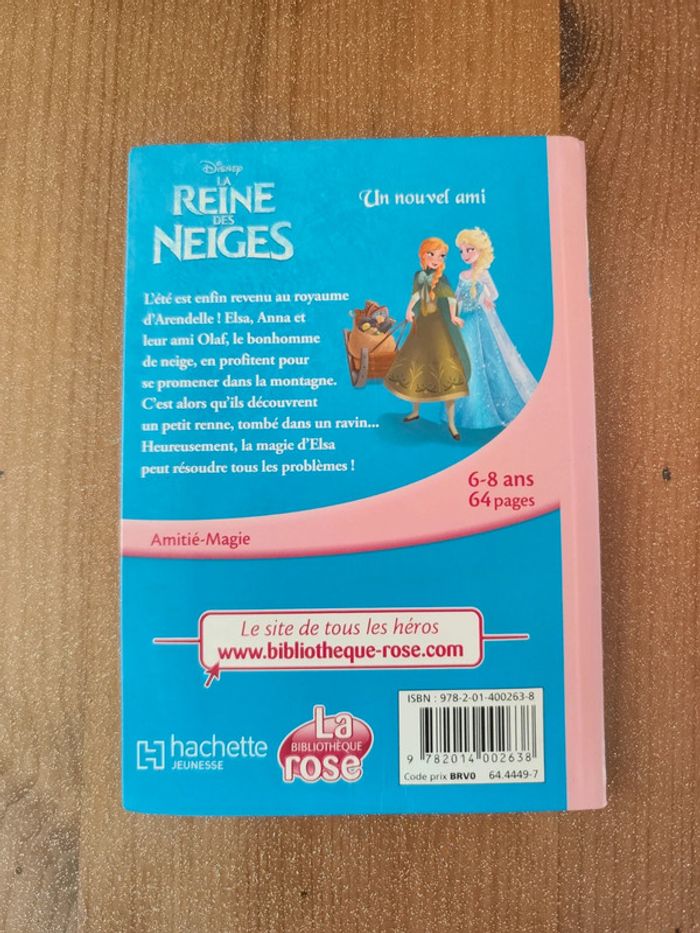 Disney
LA
REINE
DES
NEIGES
Un nouvel ami
L'été est enfin revenu au royaume
d'Arendelle ! Elsa, Anna et
leur ami Olaf, le bonhomme
de neige, en profitent pour
se promener dans la montagne.
C'est alors qu'ils découvrent
un petit renne, tombé dans un ravin...
Heureusement, la magie d'Elsa
peut résoudre tous les problèmes !
6-8 ans
64 pages
Amitié-Magie
Le site de tous les héros
www.bibliotheque-rose.com
hachette
JEUNESSE
La
BIBLIOTHÈQUE
rose
ISBN : 978-2-01-400263-8
9 782014 002638
Code prix BRV0 64.4449-7